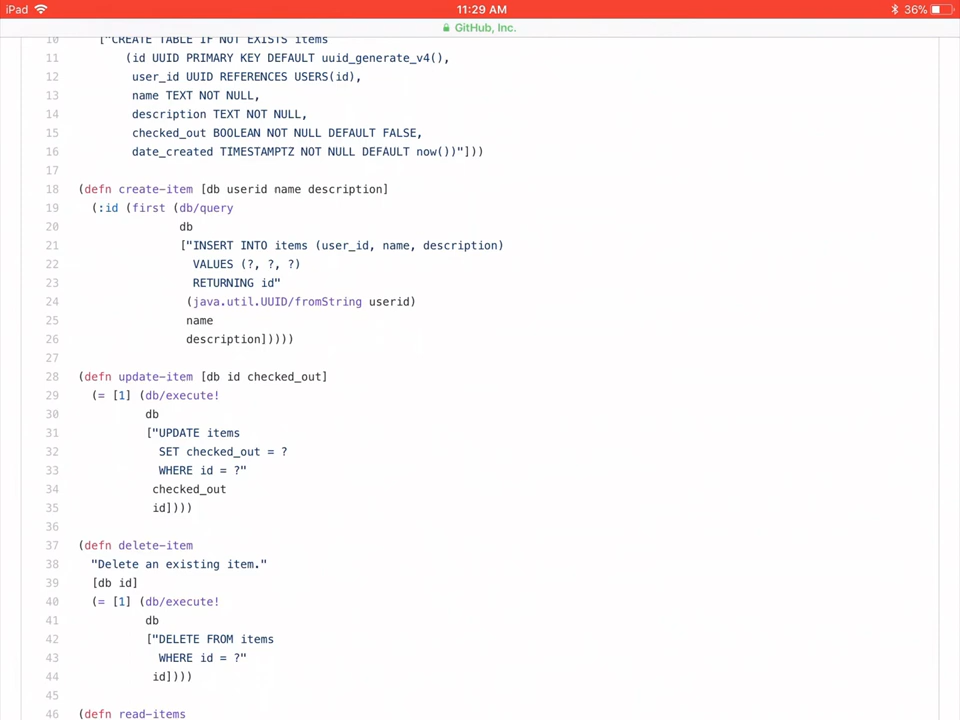 iPad 11:29 AM 36%
GitHub, Inc.
10 ["CREATE TABLE IF NOT EXISTS items
11 (id UUID PRIMARY KEY DEFAULT uuid_generate_v4(),
12 user_id UUID REFERENCES USERS(id),
13 name TEXT NOT NULL,
14 description TEXT NOT NULL,
15 checked_out BOOLEAN NOT NULL DEFAULT FALSE,
16 date_created TIMESTAMPTZ NOT NULL DEFAULT now())"]))
17
18 (defn create-item [db userid name description]
19 (:id (first (db/query
20 db
21 ["INSERT INTO items (user_id, name, description)
22 VALUES (?, ?, ?)
23 RETURNING id"
24 (java.util.UUID/fromString userid)
25 name
26 description]))))
27
28 (defn update-item [db id checked_out]
29 (= [1] (db/execute!
30 db
31 ["UPDATE items
32 SET checked_out = ?
33 WHERE id = ?"
34 checked_out
35 id])))
36
37 (defn delete-item
38 "Delete an existing item."
39 [db id]
40 (= [1] (db/execute!
41 db
42 ["DELETE FROM items
43 WHERE id = ?"
44 id])))
45
46 (defn read-items